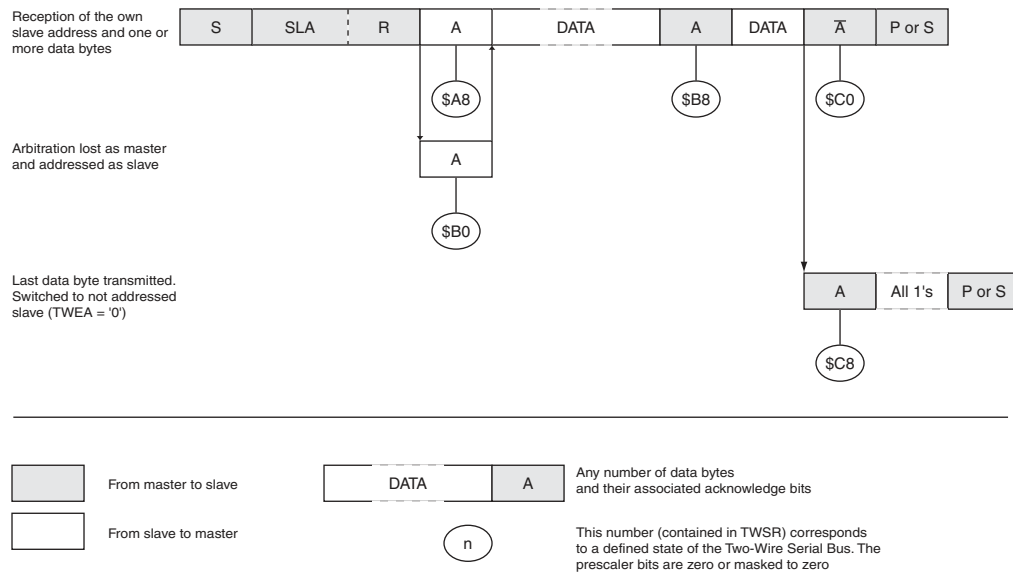 Reception of the own
slave address and one or
more data bytes
S SLA R A DATA A DATA A̅ P or S
$A8 $B8 $C0
Arbitration lost as master
and addressed as slave
A
$B0
Last data byte transmitted.
Switched to not addressed
slave (TWEA = '0')
A All 1's P or S
$C8
From master to slave
DATA A
Any number of data bytes
and their associated acknowledge bits
From slave to master
n
This number (contained in TWSR) corresponds
to a defined state of the Two-Wire Serial Bus. The
prescaler bits are zero or masked to zero